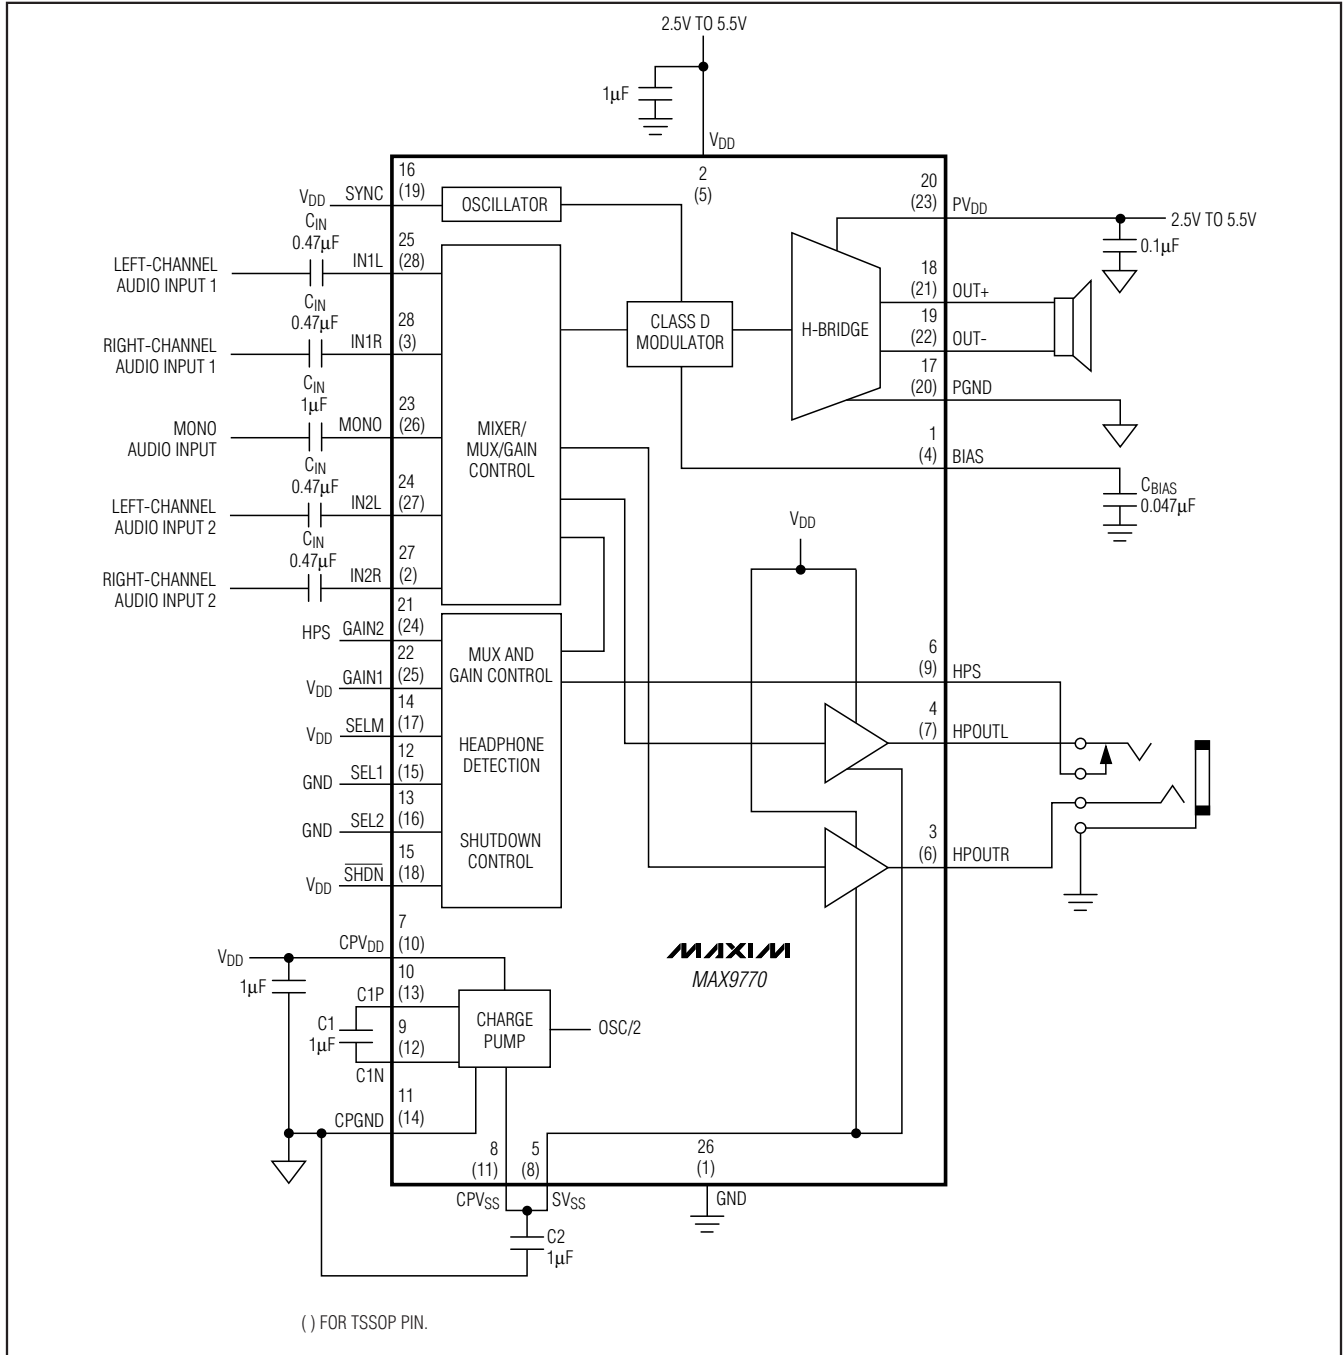 2.5V TO 5.5V
1µF
VDD
16
(19)
2
(5)
20
(23)
PVDD
VDD
SYNC
OSCILLATOR
2.5V TO 5.5V
0.1µF
CIN
0.47µF
25
(28)
IN1L
LEFT-CHANNEL
AUDIO INPUT 1
18
(21)
OUT+
CIN
0.47µF
28
(3)
IN1R
RIGHT-CHANNEL
AUDIO INPUT 1
CLASS D
MODULATOR
H-BRIDGE
19
(22)
OUT-
17
(20)
PGND
CIN
1µF
23
(26)
MONO
MONO
AUDIO INPUT
MIXER/
MUX/GAIN
CONTROL
1
(4)
BIAS
CBIAS
0.047µF
CIN
0.47µF
24
(27)
IN2L
LEFT-CHANNEL
AUDIO INPUT 2
VDD
CIN
0.47µF
27
(2)
IN2R
RIGHT-CHANNEL
AUDIO INPUT 2
21
(24)
HPS
GAIN2
22
(25)
VDD
GAIN1
MUX AND
GAIN CONTROL
6
(9)
HPS
14
(17)
VDD
SELM
4
(7)
HPOUTL
HEADPHONE
DETECTION
12
(15)
GND
SEL1
13
(16)
GND
SEL2
SHUTDOWN
CONTROL
3
(6)
HPOUTR
15
(18)
VDD
SHDN
7
(10)
VDD
CPVDD
1µF
MAXIM
MAX9770
10
(13)
C1P
C1
1µF
9
(12)
C1N
CHARGE
PUMP
OSC/2
11
(14)
CPGND
8
(11)
5
(8)
26
(1)
CPVSS
SVSS
GND
C2
1µF
( ) FOR TSSOP PIN.